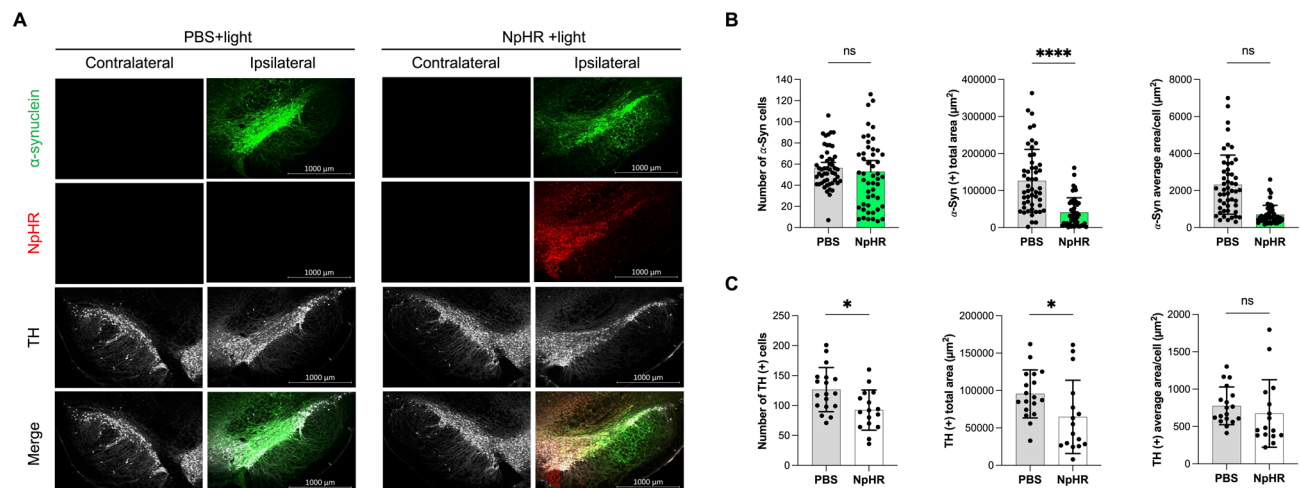 A
PBS+light
NpHR +light
Contralateral
Ipsilateral
Contralateral
Ipsilateral
α-synuclein
1000 μm
1000 μm
NpHR
1000 μm
1000 μm
TH
1000 μm
1000 μm
1000 μm
1000 μm
Merge
1000 μm
1000 μm
1000 μm
1000 μm
B
ns
Number of α-Syn cells
140
120
100
80
60
40
20
0
PBS
NpHR
****
α-Syn (+) total area (μm²)
400000
300000
200000
100000
0
PBS
NpHR
ns
α-Syn average area/cell (μm²)
8000
6000
4000
2000
0
PBS
NpHR
C
*
Number of TH (+) cells
250
200
150
100
50
0
PBS
NpHR
*
TH (+) total area (μm²)
200000
150000
100000
50000
0
PBS
NpHR
ns
TH (+) average area/cell (μm²)
2000
1500
1000
500
0
PBS
NpHR